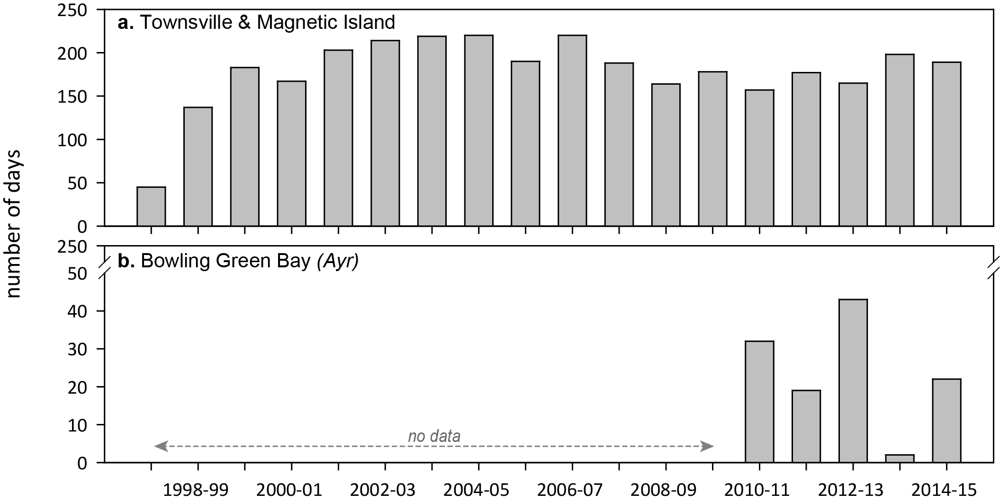 250
a. Townsville & Magnetic Island
200
150
100
50
0
number of days
250
b. Bowling Green Bay (Ayr)
50
40
30
20
10
no data
0
1998-99 2000-01 2002-03 2004-05 2006-07 2008-09 2010-11 2012-13 2014-15